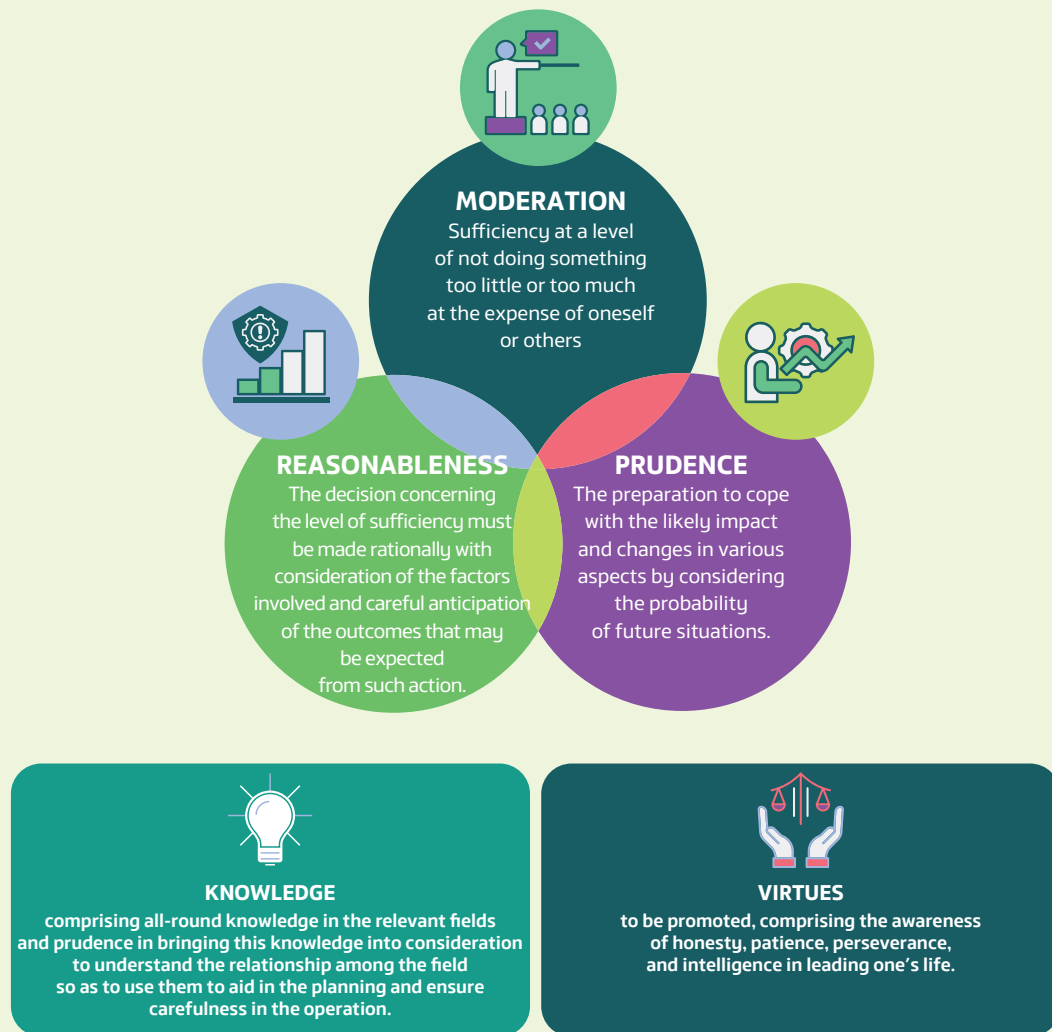 MODERATION
Sufficiency at a level
of not doing something
too little or too much
at the expense of oneself
or others
REASONABLENESS
The decision concerning
the level of sufficiency must
be made rationally with
consideration of the factors
involved and careful anticipation
of the outcomes that may
be expected
from such action.
PRUDENCE
The preparation to cope
with the likely impact
and changes in various
aspects by considering
the probability
of future situations.
KNOWLEDGE
comprising all-round knowledge in the relevant fields
and prudence in bringing this knowledge into consideration
to understand the relationship among the field
so as to use them to aid in the planning and ensure
carefulness in the operation.
VIRTUES
to be promoted, comprising the awareness
of honesty, patience, perseverance,
and intelligence in leading one's life.